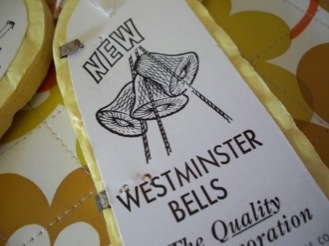 NEW
WESTMINSTER
BELLS
The Quality